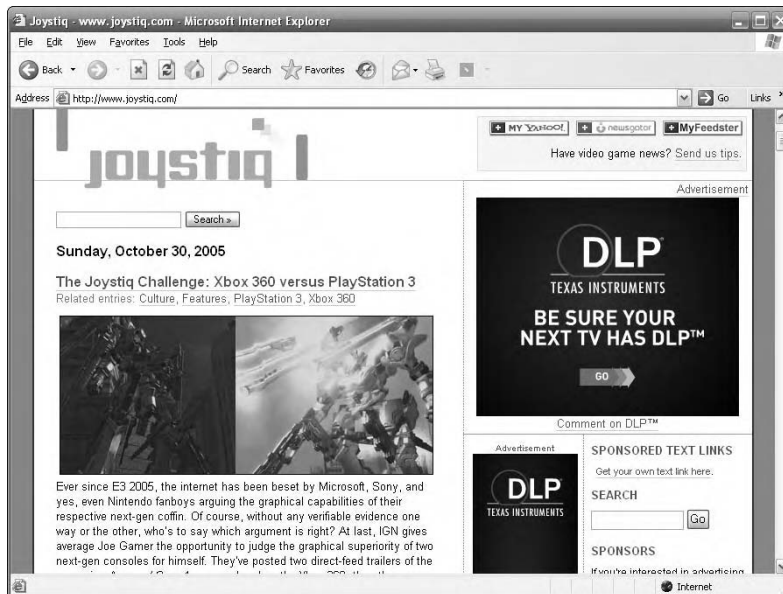 Joystiq - www.joystiq.com - Microsoft Internet Explorer
File Edit View Favorites Tools Help
Back Search Favorites
Address http://www.joystiq.com/ Go Links
joystiq
MY YAHOO! newsgator MyFeedster
Have video game news? Send us tips.
Search »
Sunday, October 30, 2005
The Joystiq Challenge: Xbox 360 versus PlayStation 3
Related entries: Culture, Features, PlayStation 3, Xbox 360
Ever since E3 2005, the internet has been beset by Microsoft, Sony, and
yes, even Nintendo fanboys arguing the graphical capabilities of their
respective next-gen coffin. Of course, without any verifiable evidence one
way or the other, who's to say which argument is right? At last, IGN gives
average Joe Gamer the opportunity to judge the graphical superiority of two
next-gen consoles for himself. They've posted two direct-feed trailers of the
Advertisement
DLP
TEXAS INSTRUMENTS
BE SURE YOUR
NEXT TV HAS DLP™
GO
Comment on DLP™
Advertisement
DLP
TEXAS INSTRUMENTS
SPONSORED TEXT LINKS
Get your own text link here.
SEARCH
Go
SPONSORS
If you're interested in advertising
Internet